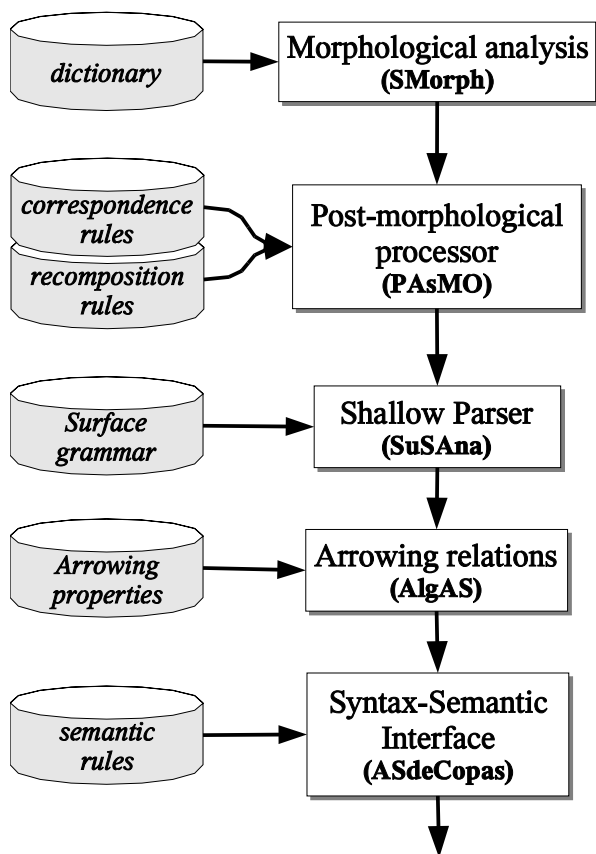 dictionary
Morphological analysis
(SMorph)
correspondence
rules
recomposition
rules
Post-morphological
processor
(PAsMO)
Surface
grammar
Shallow Parser
(SuSAna)
Arrowing
properties
Arrowing relations
(AlgAS)
semantic
rules
Syntax-Semantic
Interface
(ASdeCopas)